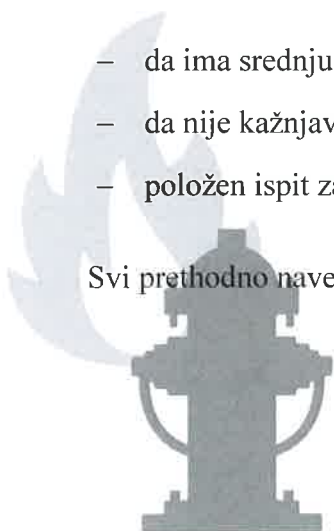 – da ima srednju
– da nije kažnjav
– položen ispit za
Svi prethodno nave